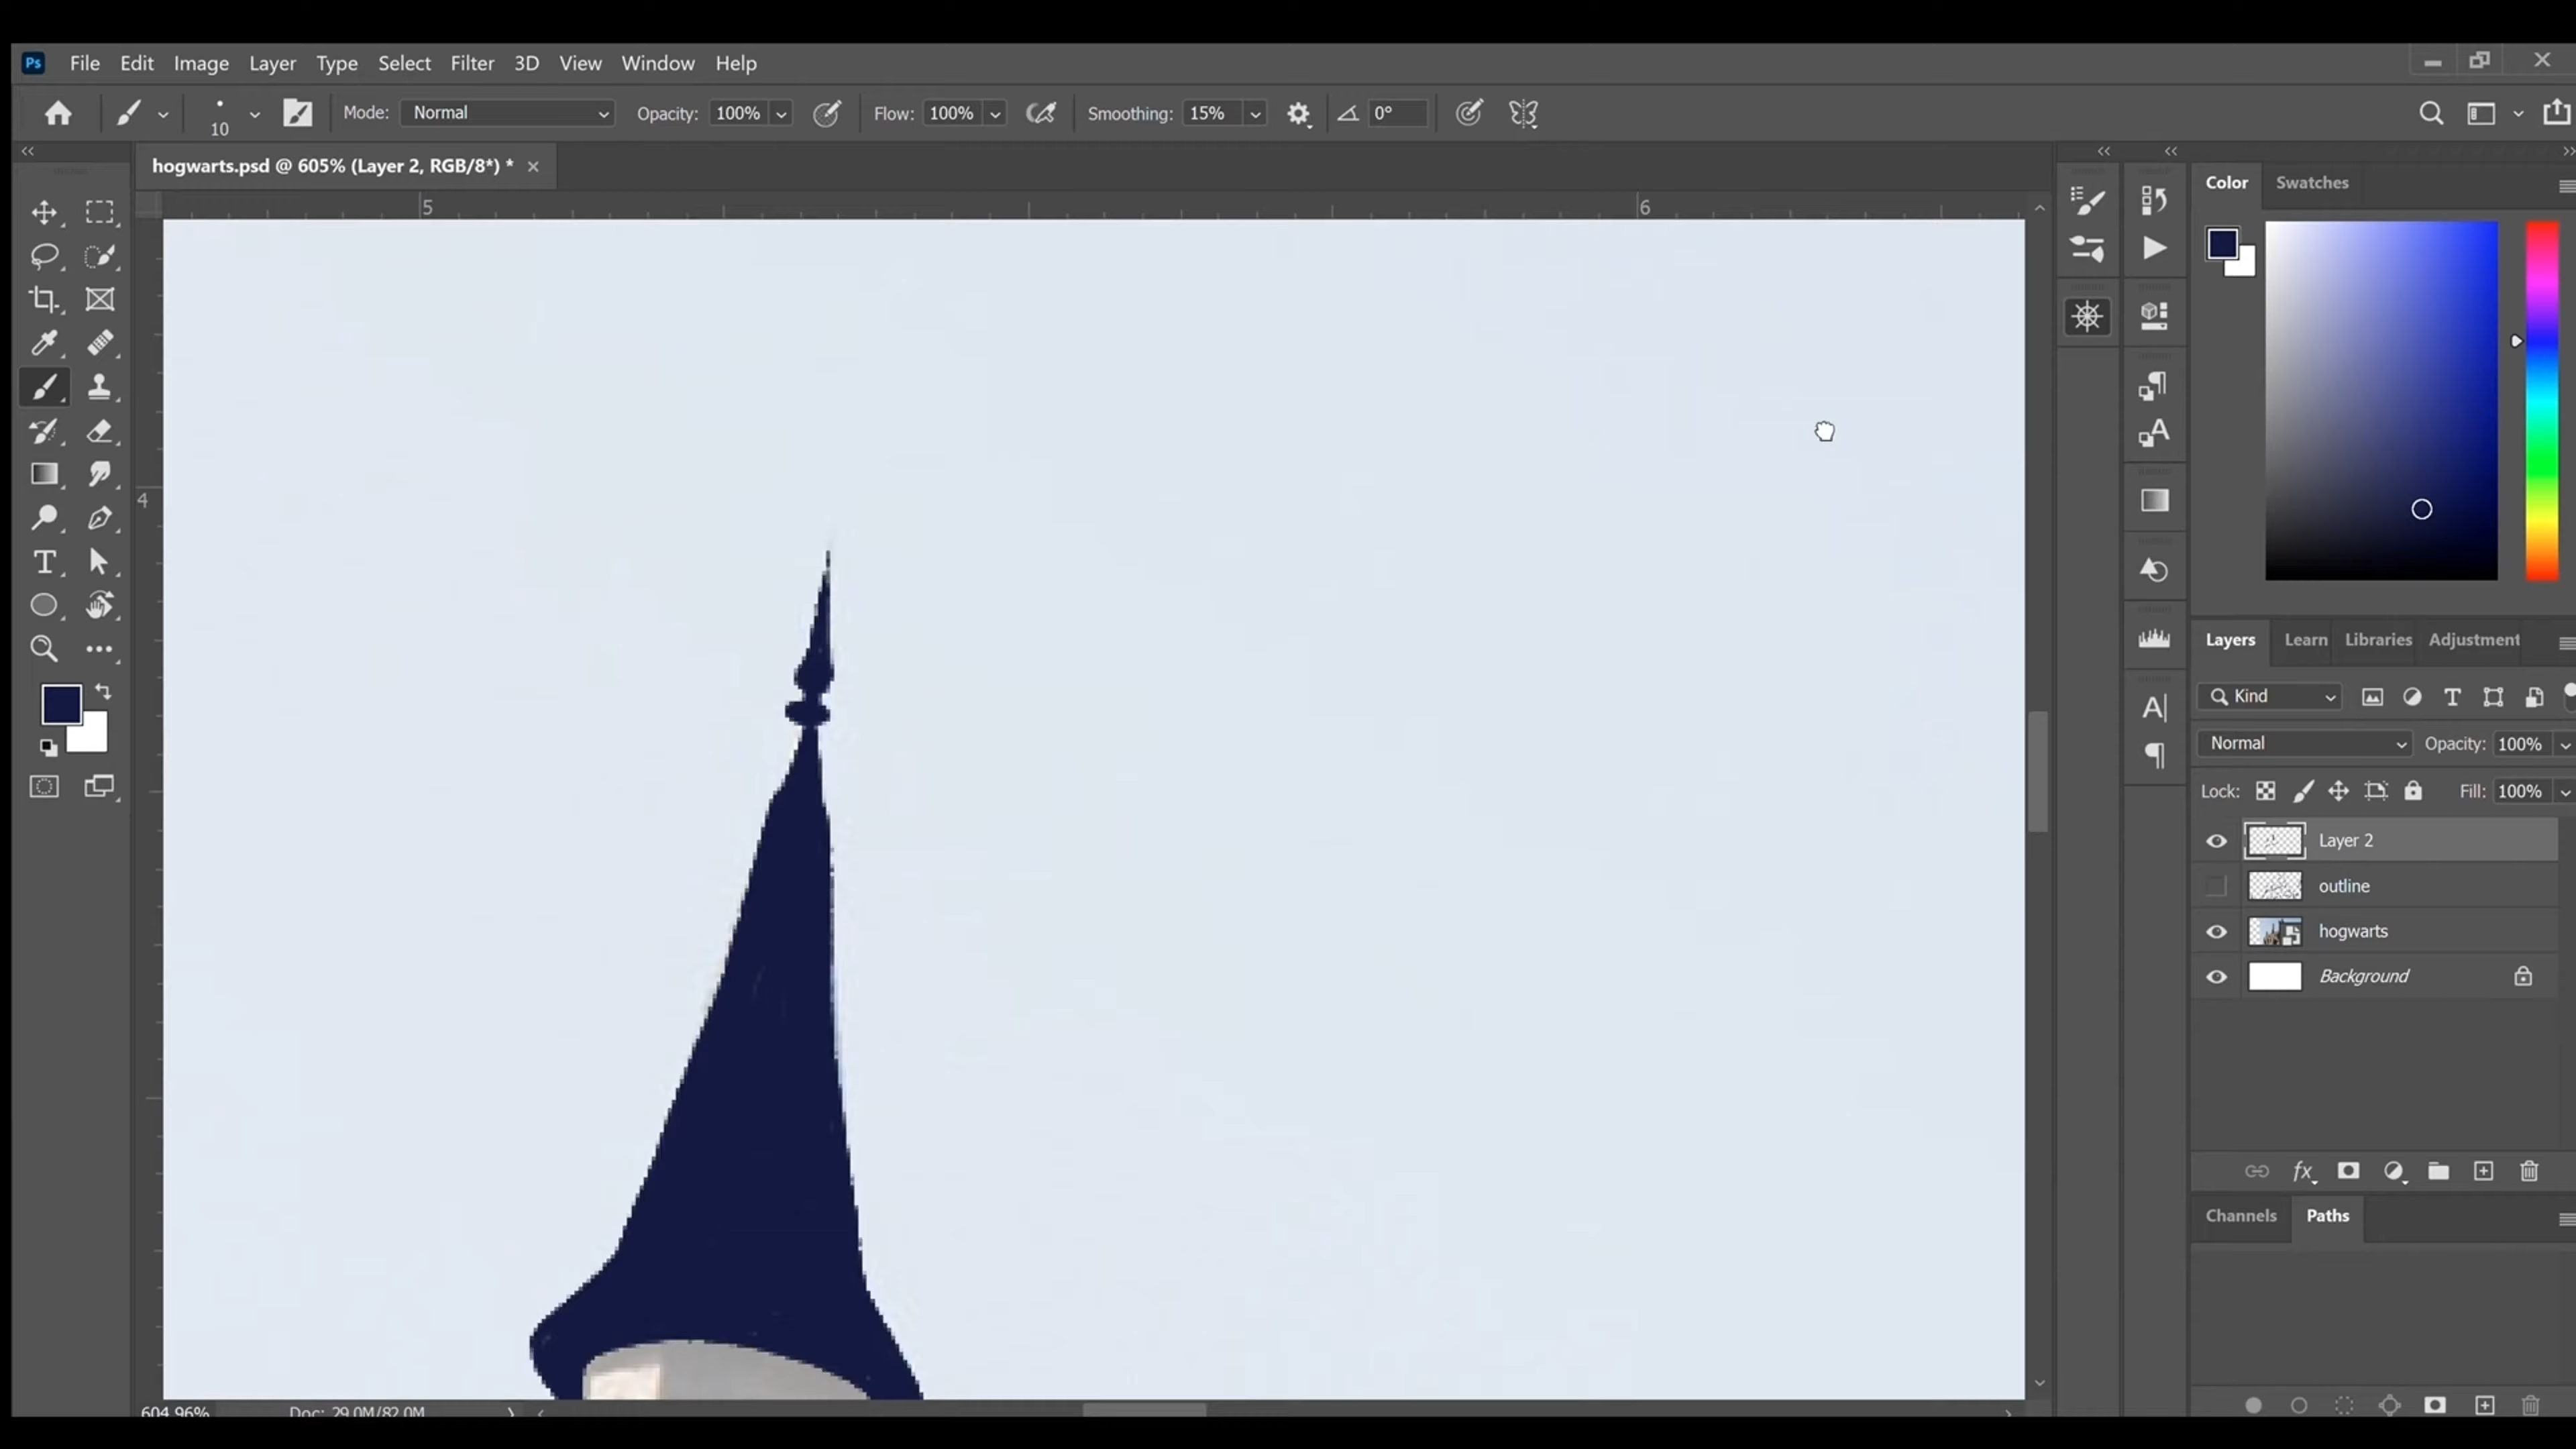 Ps File Edit Image Layer Type Select Filter 3D View Window Help
10 Mode: Normal Opacity: 100% Flow: 100% Smoothing: 15% 0°
hogwarts.psd @ 605% (Layer 2, RGB/8*) *
Color Swatches
5 6
4
Layers Learn Libraries Adjustment
Kind
Normal Opacity: 100%
Lock: Fill: 100%
Layer 2
outline
hogwarts
Background
Channels Paths
604.96% Doc: 29.0M/82.0M